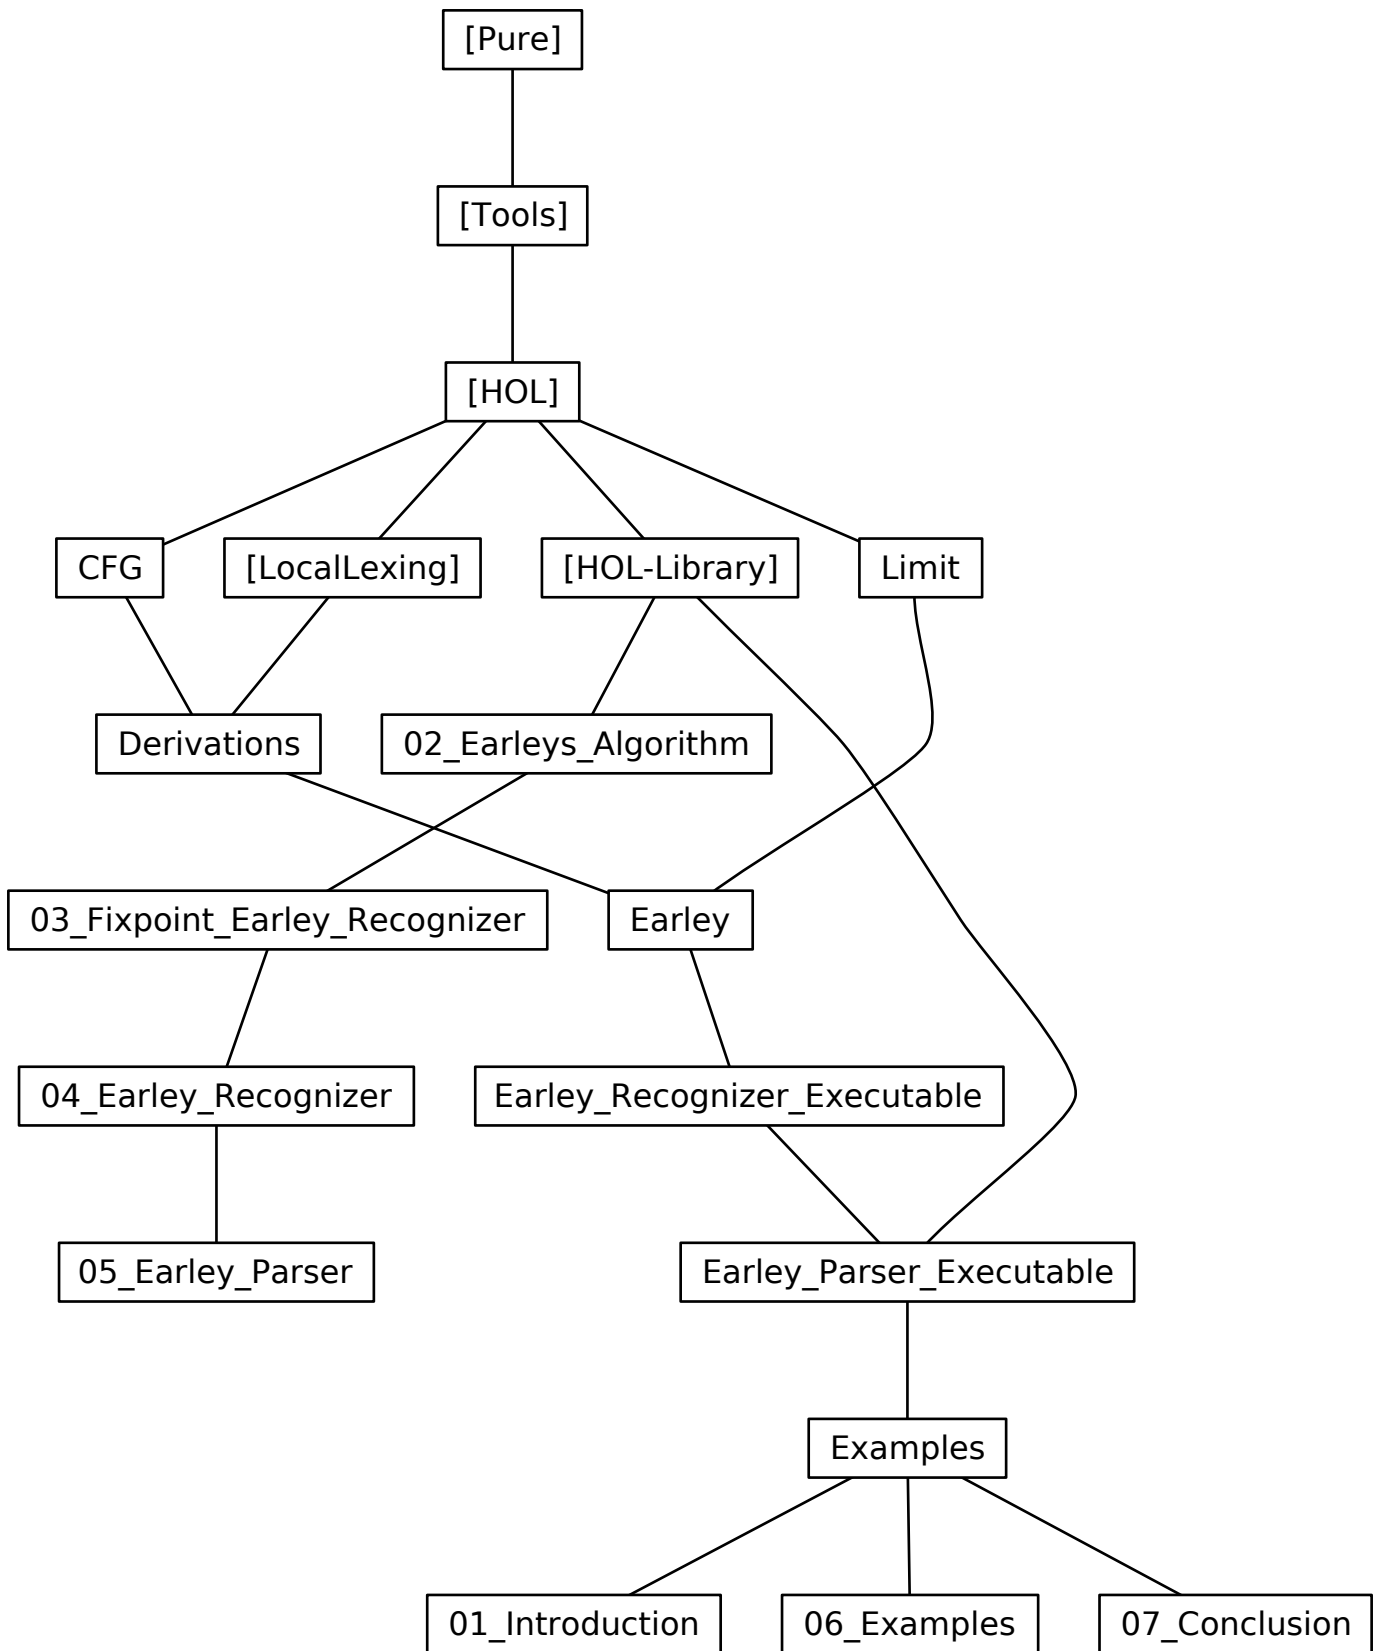 [Pure]
[Tools]
[HOL]
CFG
[LocalLexing]
[HOL-Library]
Limit
Derivations
02_Earleys_Algorithm
03_Fixpoint_Earley_Recognizer
Earley
04_Earley_Recognizer
Earley_Recognizer_Executable
05_Earley_Parser
Earley_Parser_Executable
Examples
01_Introduction
06_Examples
07_Conclusion